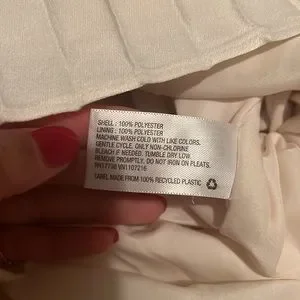 SHELL : 100% POLYESTER
LINING : 100% POLYESTER
MACHINE WASH COLD WITH LIKE COLORS.
GENTLE CYCLE. ONLY NON-CHLORINE
BLEACH IF NEEDED. TUMBLE DRY LOW.
REMOVE PROMPTLY. DO NOT IRON ON PLEATS.
LABEL MADE FROM 100% RECYCLED PLASTIC